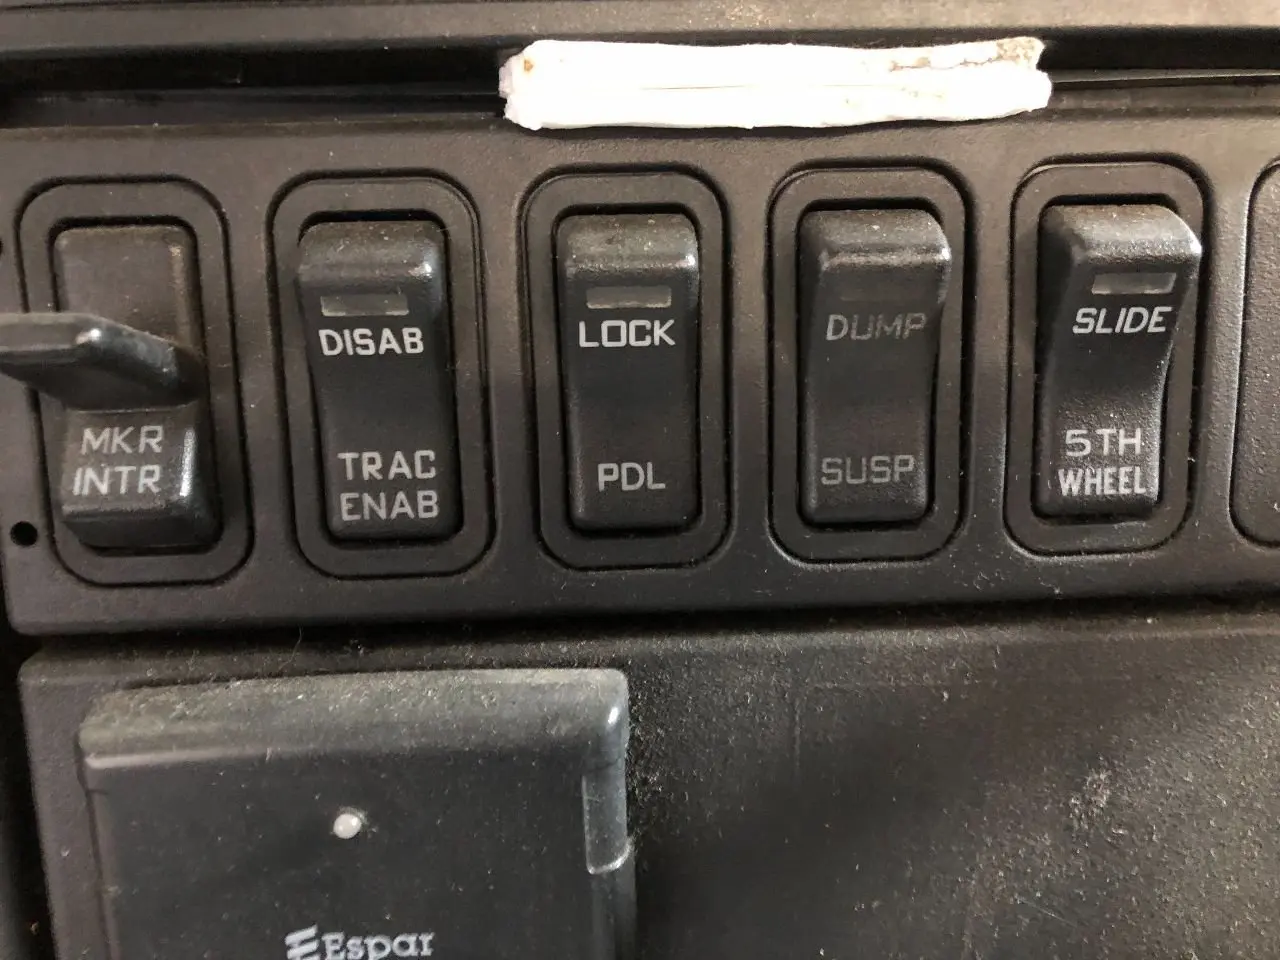 MKR
INTR
DISAB
TRAC
ENAB
LOCK
PDL
DUMP
SUSP
SLIDE
5TH
WHEEL
Espar